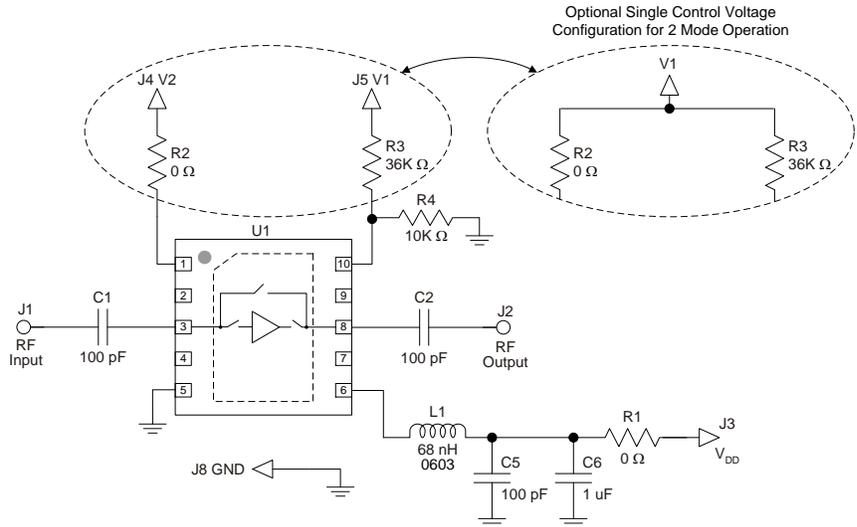 Optional Single Control Voltage
Configuration for 2 Mode Operation
J4 V2
J5 V1
V1
R2
0 Ω
R3
36K Ω
R2
0 Ω
R3
36K Ω
R4
10K Ω
U1
1
10
2
9
J1
RF
Input
C1
100 pF
3
8
C2
100 pF
J2
RF
Output
4
7
5
6
L1
68 nH
0603
R1
0 Ω
J3
VDD
J8 GND
C5
100 pF
C6
1 uF